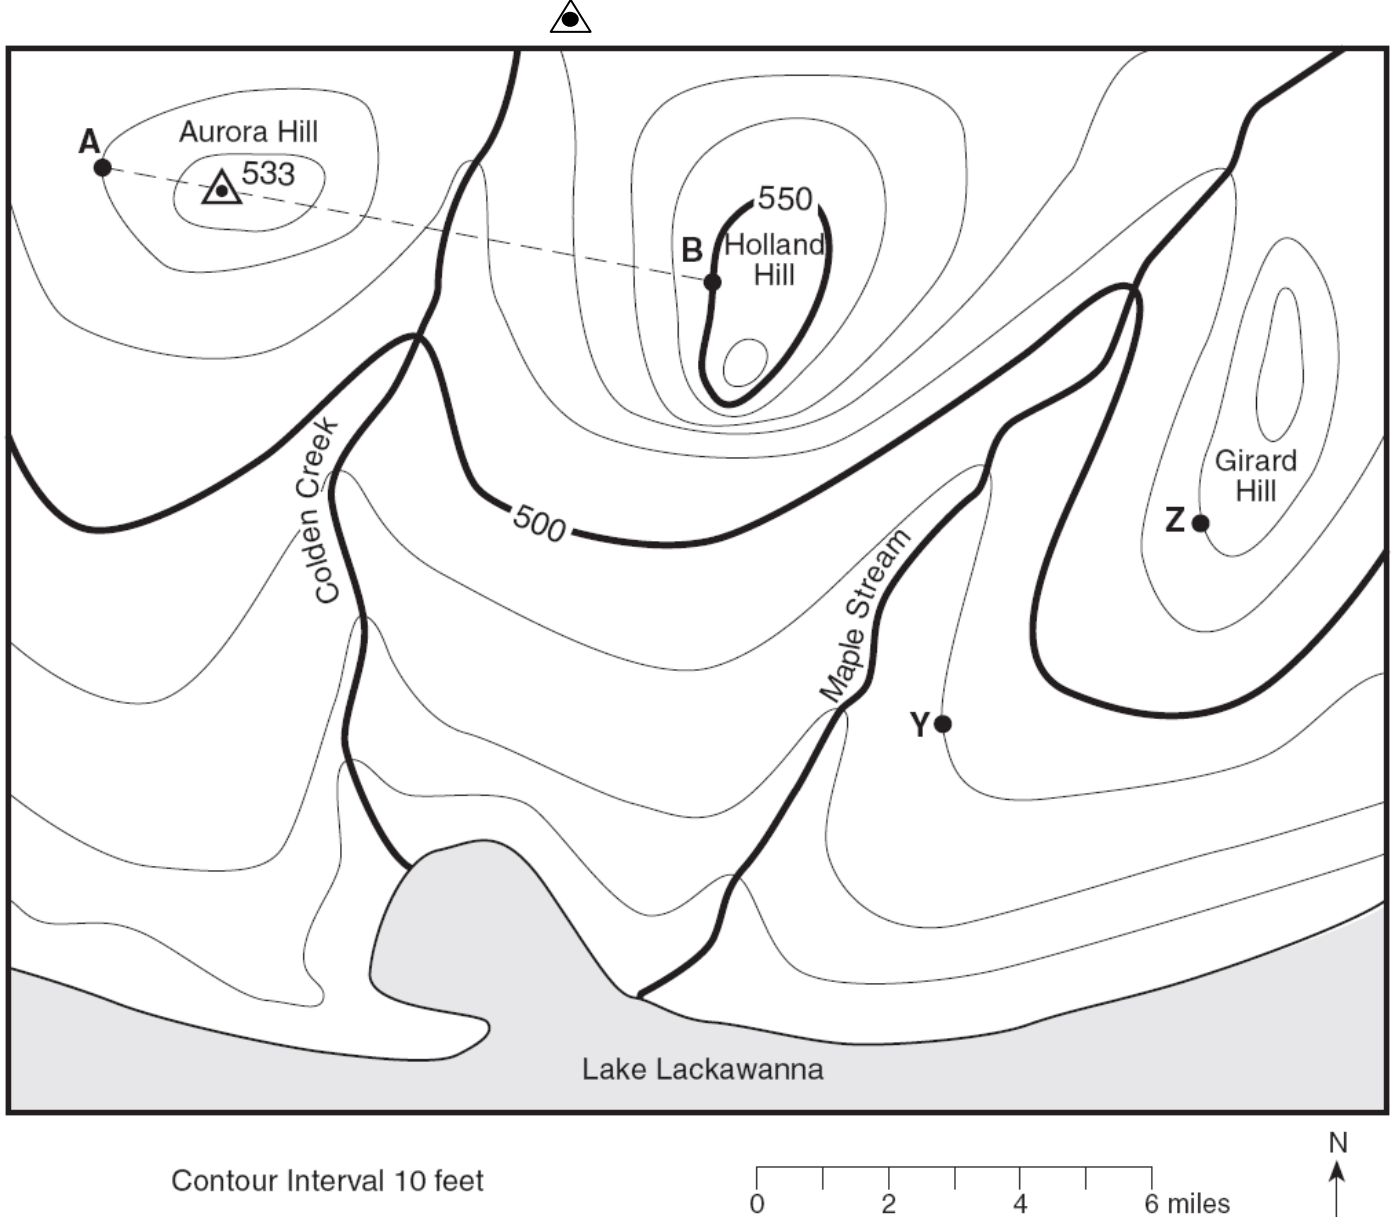 A
Aurora Hill
533
550
B
Holland
Hill
500
Colden Creek
Maple Stream
Girard
Hill
Z
Y
Lake Lackawanna
Contour Interval 10 feet
0 2 4 6 miles
N